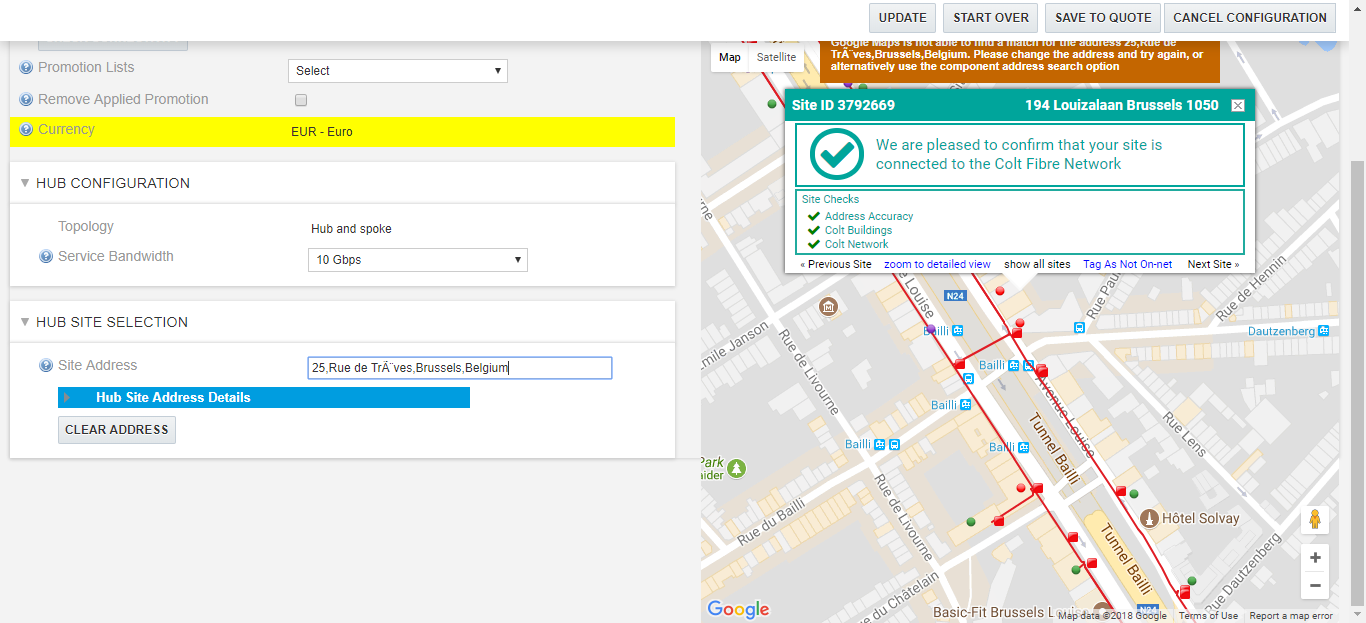 UPDATE START OVER SAVE TO QUOTE CANCEL CONFIGURATION
Promotion Lists Select
Remove Applied Promotion
Currency EUR - Euro
HUB CONFIGURATION
Topology Hub and spoke
Service Bandwidth 10 Gbps
HUB SITE SELECTION
Site Address 25,Rue de TrÃ¨ves,Brussels,Belgium
Hub Site Address Details
CLEAR ADDRESS
Map Satellite
Google Maps is not able to find a match for the address 25,Rue de
TrÃ¨ves,Brussels,Belgium. Please change the address and try again, or
alternatively use the component address search option
Site ID 3792669 194 Louizalaan Brussels 1050
We are pleased to confirm that your site is
connected to the Colt Fibre Network
Site Checks
Address Accuracy
Colt Buildings
Colt Network
« Previous Site zoom to detailed view show all sites Tag As Not On-net Next Site »
N24
Louise
Rue Pau
Rue de Hennin
Bailli
Dautzenberg
mile Janson
Rue de Livourne
Bailli
Avenue Louise
Bailli
Tunnel Bailli
Rue Lens
Bailli
Bailli
Park
aider
Rue de Livourne
Rue du Bailli
Hôtel Solvay
Tunnel Bailli
Rue Dautzenberg
du Châtelain
Basic-Fit Brussels Louise
N24
Google
Map data ©2018 Google Terms of Use Report a map error